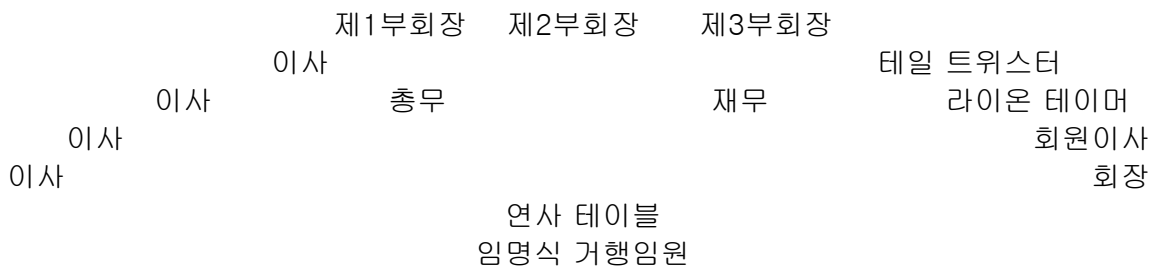 제1부회장 제2부회장 제3부회장
이사 테일 트위스터
이사 총무 재무 라이온 테이머
이사 회원이사
이사 회장
연사 테이블
임명식 거행임원